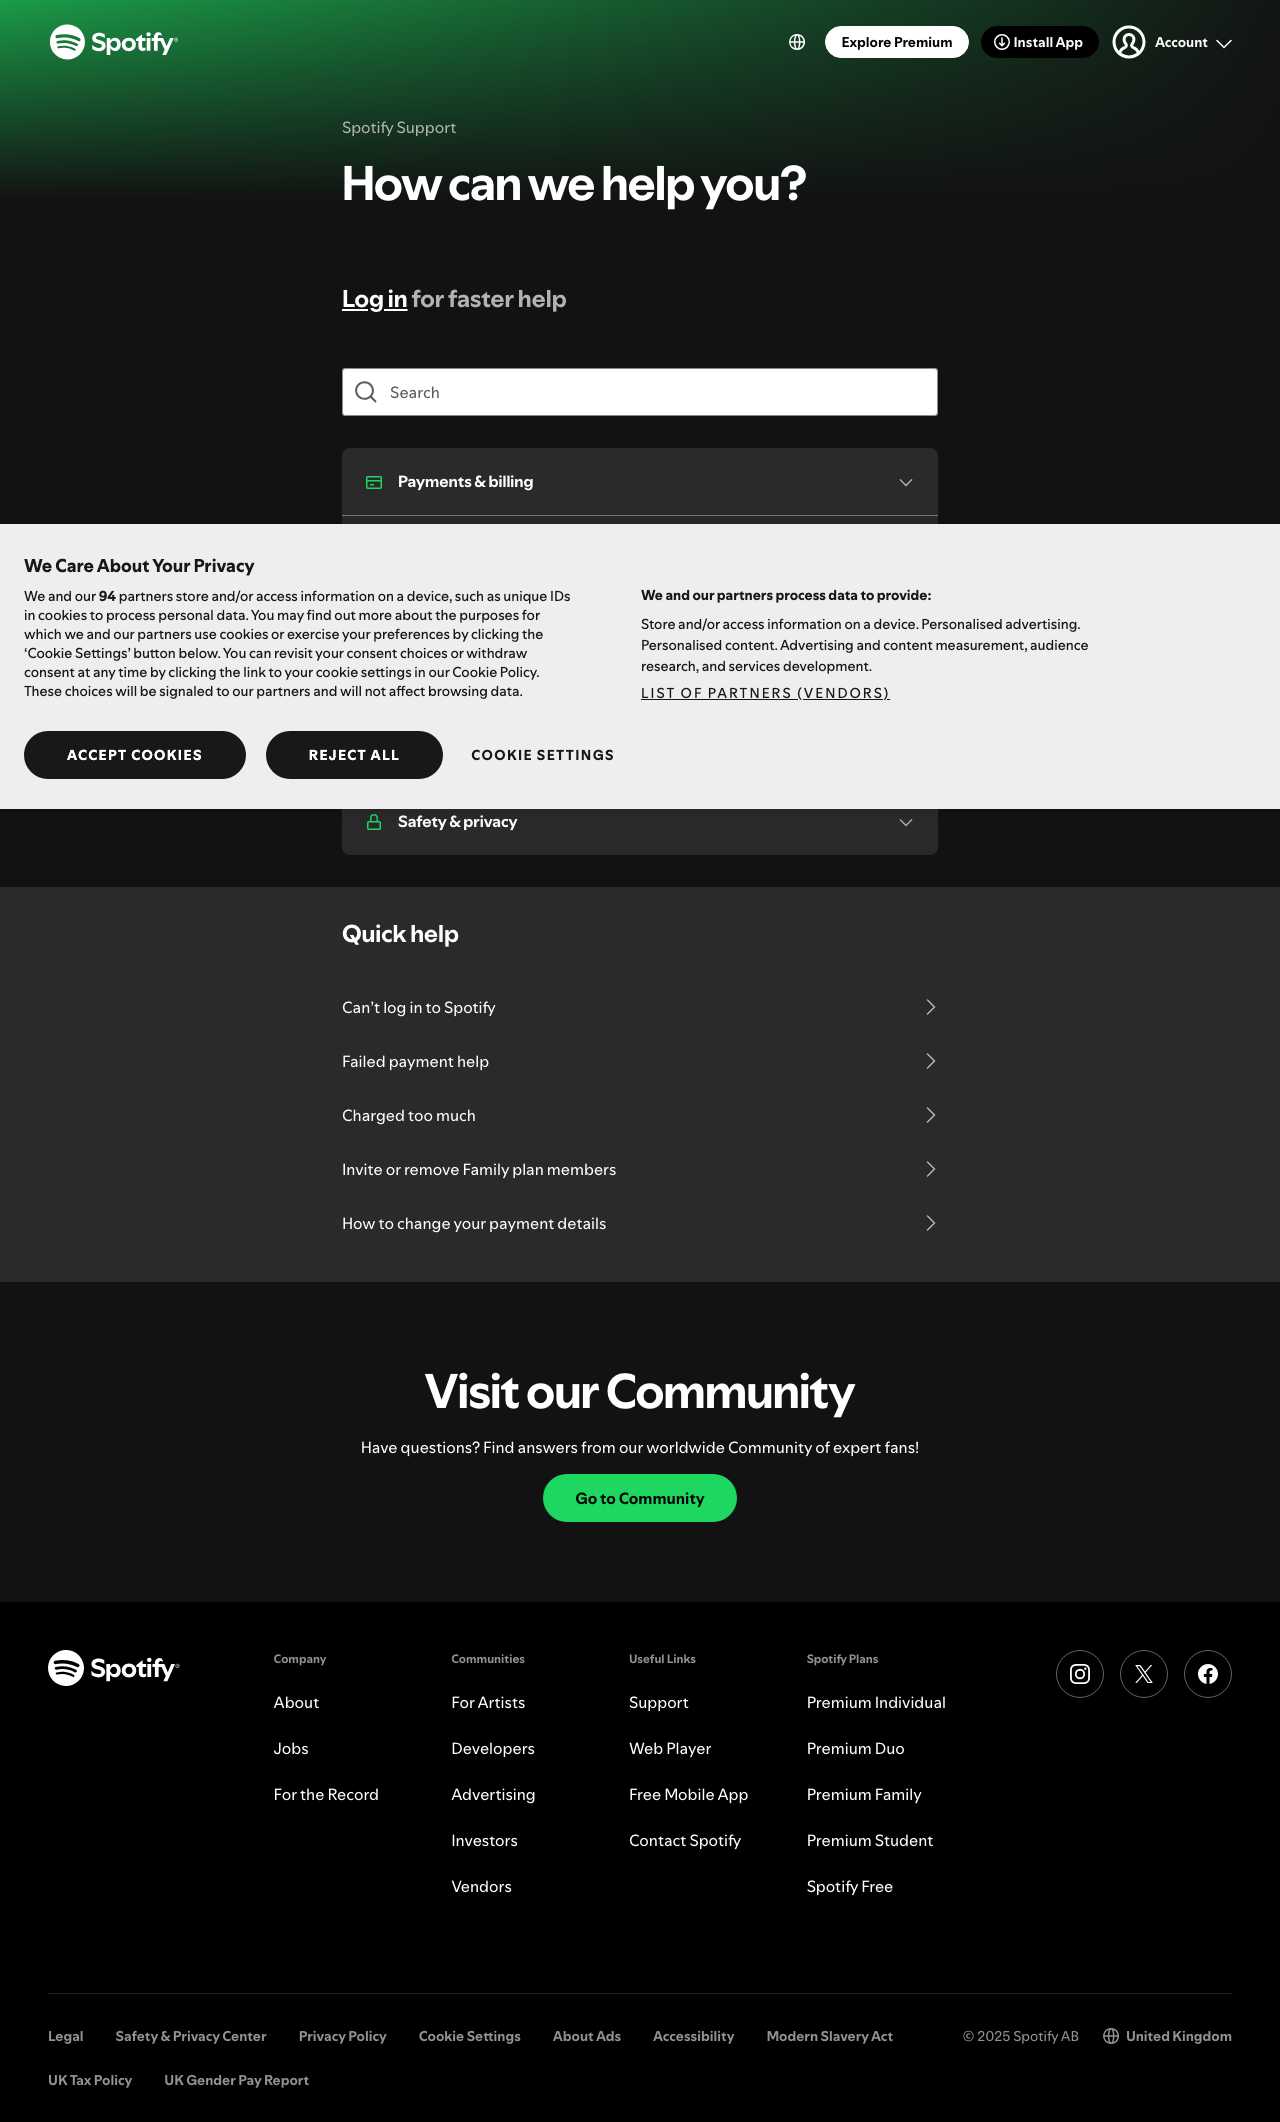 Spotify®
Explore Premium
Install App
Account
Spotify Support
How can we help you?
Log in for faster help
Search
Payments & billing
We Care About Your Privacy
We and our 94 partners store and/or access information on a device, such as unique IDs
in cookies to process personal data. You may find out more about the purposes for
which we and our partners use cookies or exercise your preferences by clicking the
‘Cookie Settings’ button below. You can revisit your consent choices or withdraw
consent at any time by clicking the link to your cookie settings in our Cookie Policy.
These choices will be signaled to our partners and will not affect browsing data.
We and our partners process data to provide:
Store and/or access information on a device. Personalised advertising.
Personalised content. Advertising and content measurement, audience
research, and services development.
LIST OF PARTNERS (VENDORS)
ACCEPT COOKIES
REJECT ALL
COOKIE SETTINGS
Safety & privacy
Quick help
Can’t log in to Spotify
Failed payment help
Charged too much
Invite or remove Family plan members
How to change your payment details
Visit our Community
Have questions? Find answers from our worldwide Community of expert fans!
Go to Community
Spotify®
Company
About
Jobs
For the Record
Communities
For Artists
Developers
Advertising
Investors
Vendors
Useful Links
Support
Web Player
Free Mobile App
Contact Spotify
Spotify Plans
Premium Individual
Premium Duo
Premium Family
Premium Student
Spotify Free
Legal
Safety & Privacy Center
Privacy Policy
Cookie Settings
About Ads
Accessibility
Modern Slavery Act
UK Tax Policy
UK Gender Pay Report
© 2025 Spotify AB
United Kingdom